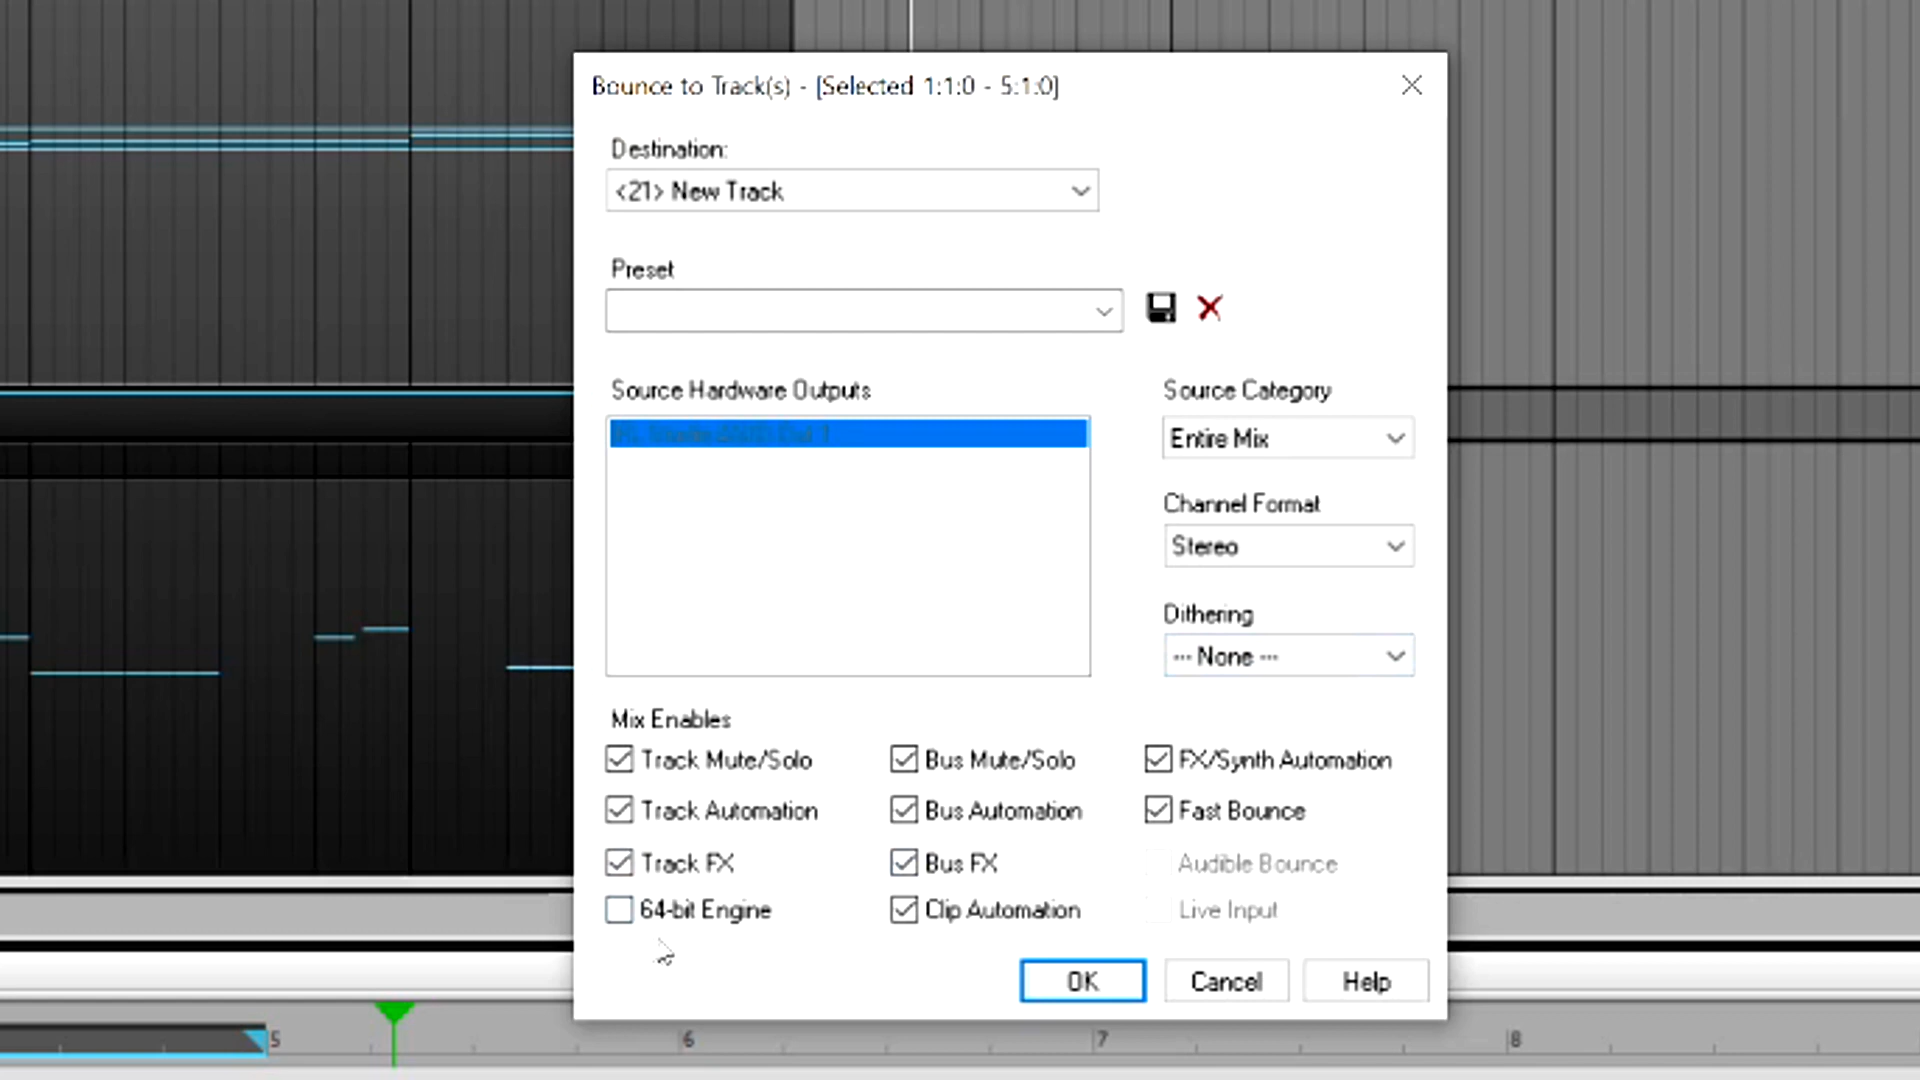 Bounce to Track(s) - [Selected 1:1:0 - 5:1:0]
Destination:
<21> New Track
Preset
Source Hardware Outputs
Source Category
Entire Mix
Channel Format
Stereo
Dithering
--- None ---
Mix Enables
Track Mute/Solo
Bus Mute/Solo
FX/Synth Automation
Track Automation
Bus Automation
Fast Bounce
Track FX
Bus FX
Audible Bounce
64-bit Engine
Clip Automation
Live Input
OK
Cancel
Help
5
6
7
8